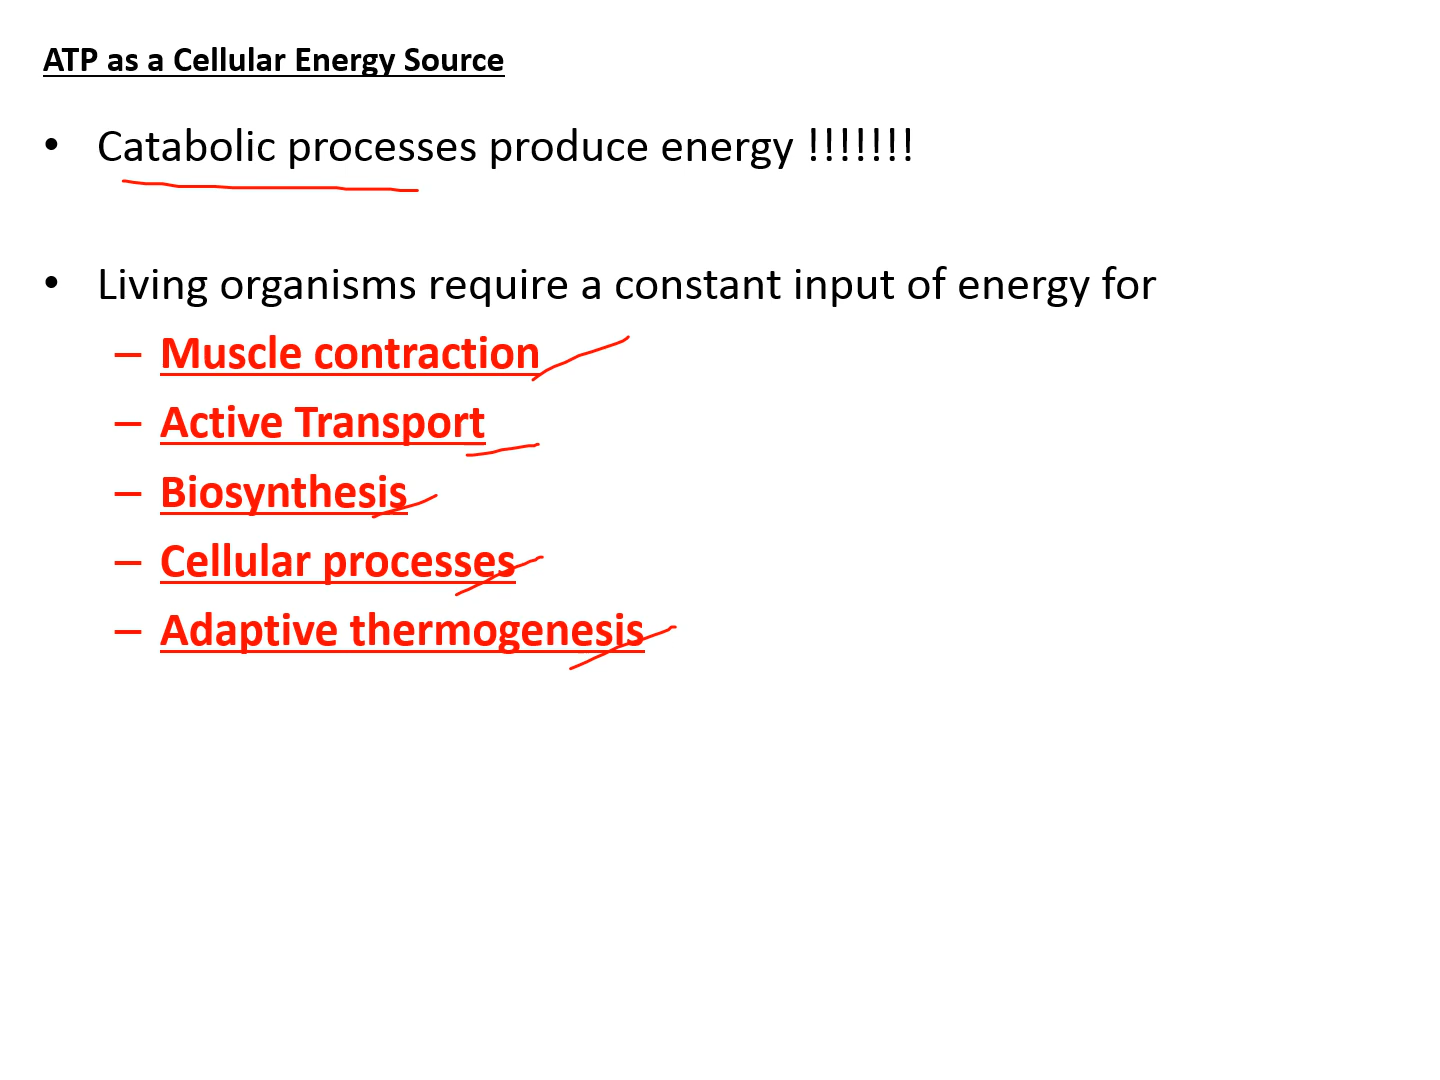 ATP as a Cellular Energy Source
• Catabolic processes produce energy !!!!!!!
• Living organisms require a constant input of energy for
– Muscle contraction
– Active Transport
– Biosynthesis
– Cellular processes
– Adaptive thermogenesis